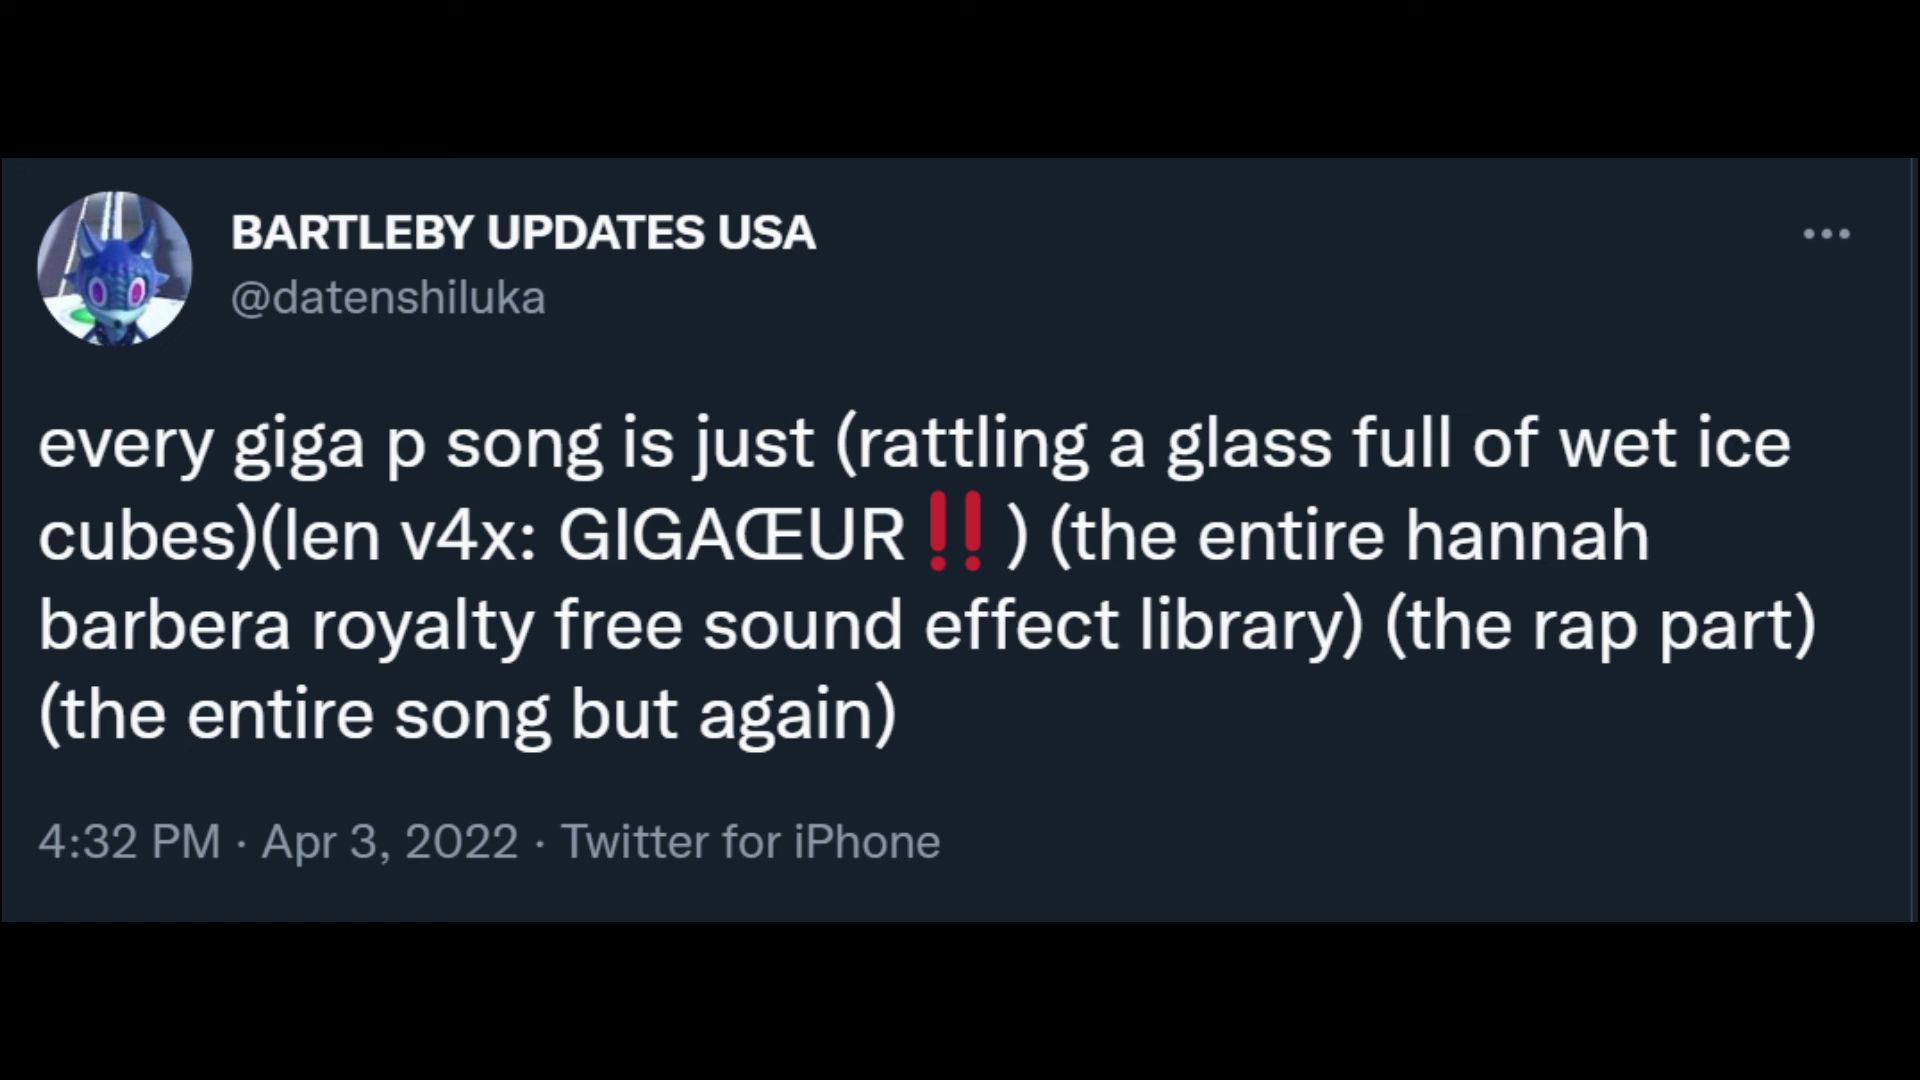 BARTLEBY UPDATES USA
@datenshiluka
every giga p song is just (rattling a glass full of wet ice
cubes)(len v4x: GIGAŒUR‼️) (the entire hannah
barbera royalty free sound effect library) (the rap part)
(the entire song but again)
4:32 PM · Apr 3, 2022 · Twitter for iPhone